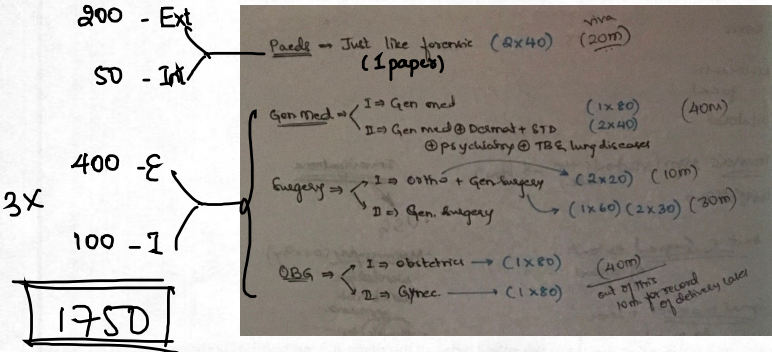 200 - Ext
50 - Int
3X
400 - E
100 - I
1750
viva
Paeds ⇒ Just like forensic (2x40) (20m)
(1 paper)
Gen Med ⇒ I ⇒ Gen med (1x80) (40m)
II ⇒ Gen med ⊕ Dermat + STD (2x40)
⊕ psychiatry ⊕ TB & lung diseases
Surgery ⇒ I ⇒ Ortho + Gen. Surgery (2x20) (10m)
II ⇒ Gen. Surgery (1x60) (2x30) (30m)
OBG ⇒ I ⇒ obstetrics → (1x80) (40m)
II ⇒ Gynec. → (1x80)
out of this
10m for record
of delivery cases